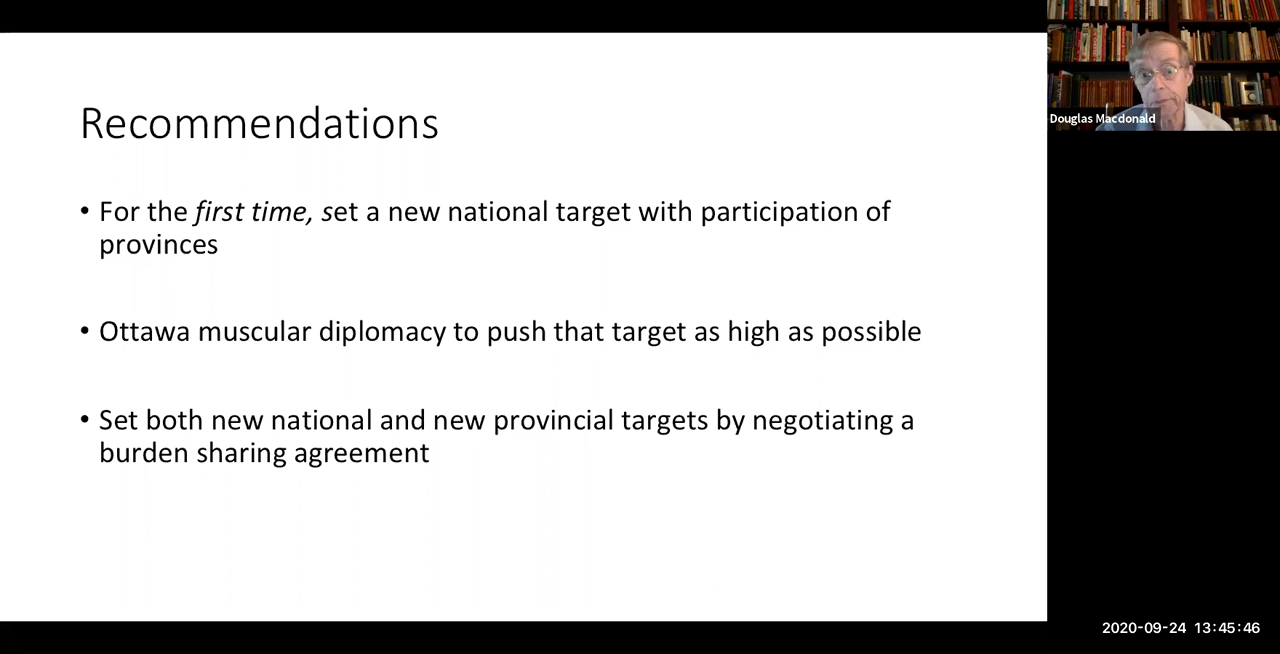 Recommendations
• For the first time, set a new national target with participation of
provinces
• Ottawa muscular diplomacy to push that target as high as possible
• Set both new national and new provincial targets by negotiating a
burden sharing agreement
Douglas Macdonald
2020-09-24 13:45:46